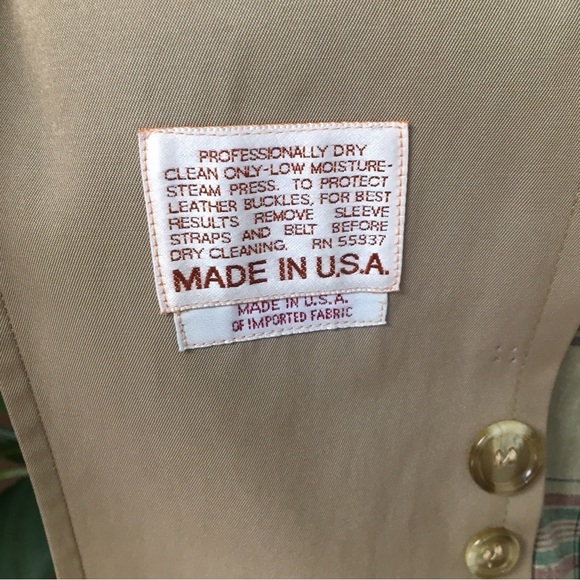 PROFESSIONALLY DRY
CLEAN ONLY-LOW MOISTURE-
STEAM PRESS. TO PROTECT
LEATHER BUCKLES, FOR BEST
RESULTS REMOVE SLEEVE
STRAPS AND BELT BEFORE
DRY CLEANING. RN 55937
MADE IN U.S.A.
MADE IN U.S.A.
OF IMPORTED FABRIC